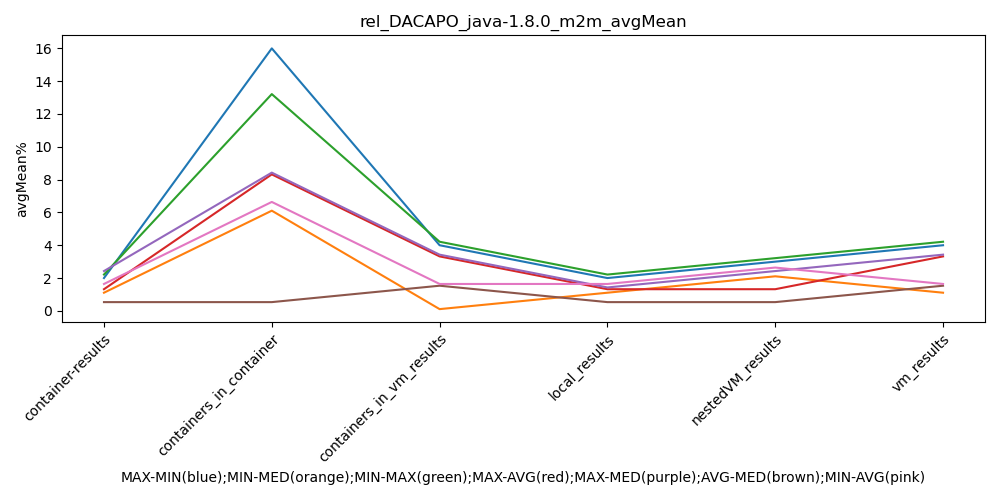 rel_DACAPO_java-1.8.0_m2m_avgMean
avgMean%
16
14
12
10
8
6
4
2
0
container-results
containers_in_container
containers_in_vm_results
local_results
nestedVM_results
vm_results
MAX-MIN(blue);MIN-MED(orange);MIN-MAX(green);MAX-AVG(red);MAX-MED(purple);AVG-MED(brown);MIN-AVG(pink)